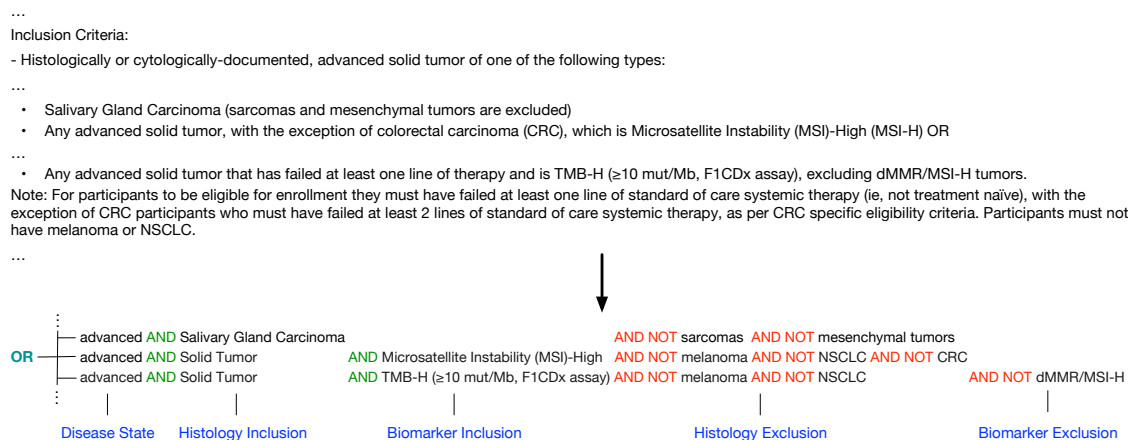 …
Inclusion Criteria:
- Histologically or cytologically-documented, advanced solid tumor of one of the following types:
…
• Salivary Gland Carcinoma (sarcomas and mesenchymal tumors are excluded)
• Any advanced solid tumor, with the exception of colorectal carcinoma (CRC), which is Microsatellite Instability (MSI)-High (MSI-H) OR
…
• Any advanced solid tumor that has failed at least one line of therapy and is TMB-H (≥10 mut/Mb, F1CDx assay), excluding dMMR/MSI-H tumors.
Note: For participants to be eligible for enrollment they must have failed at least one line of standard of care systemic therapy (ie, not treatment naïve), with the
exception of CRC participants who must have failed at least 2 lines of standard of care systemic therapy, as per CRC specific eligibility criteria. Participants must not
have melanoma or NSCLC.
…
advanced AND Salivary Gland Carcinoma AND NOT sarcomas AND NOT mesenchymal tumors
OR advanced AND Solid Tumor AND Microsatellite Instability (MSI)-High AND NOT melanoma AND NOT NSCLC AND NOT CRC
advanced AND Solid Tumor AND TMB-H (≥10 mut/Mb, F1CDx assay) AND NOT melanoma AND NOT NSCLC AND NOT dMMR/MSI-H
Disease State Histology Inclusion Biomarker Inclusion Histology Exclusion Biomarker Exclusion